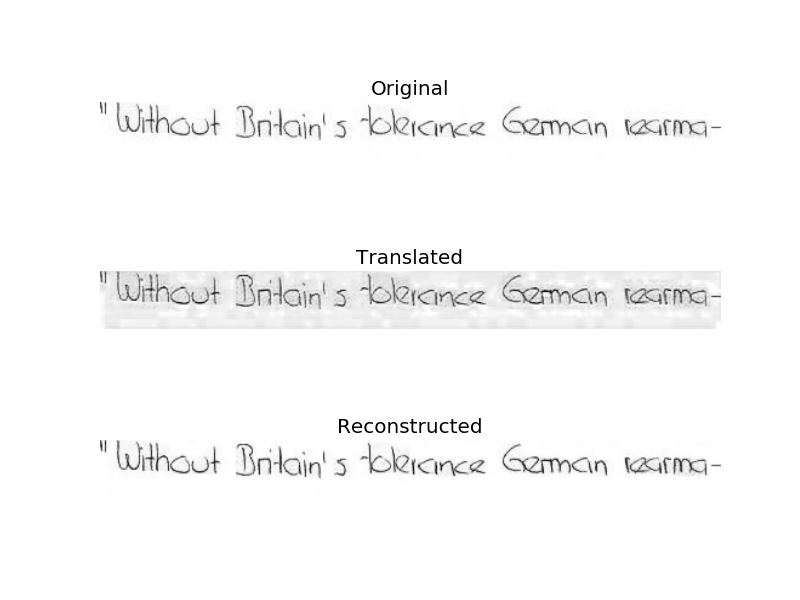 Original
"Without Britain's tolerance German rearma-
Translated
"Without Britain's tolerance German rearma-
Reconstructed
"Without Britain's tolerance German rearma-